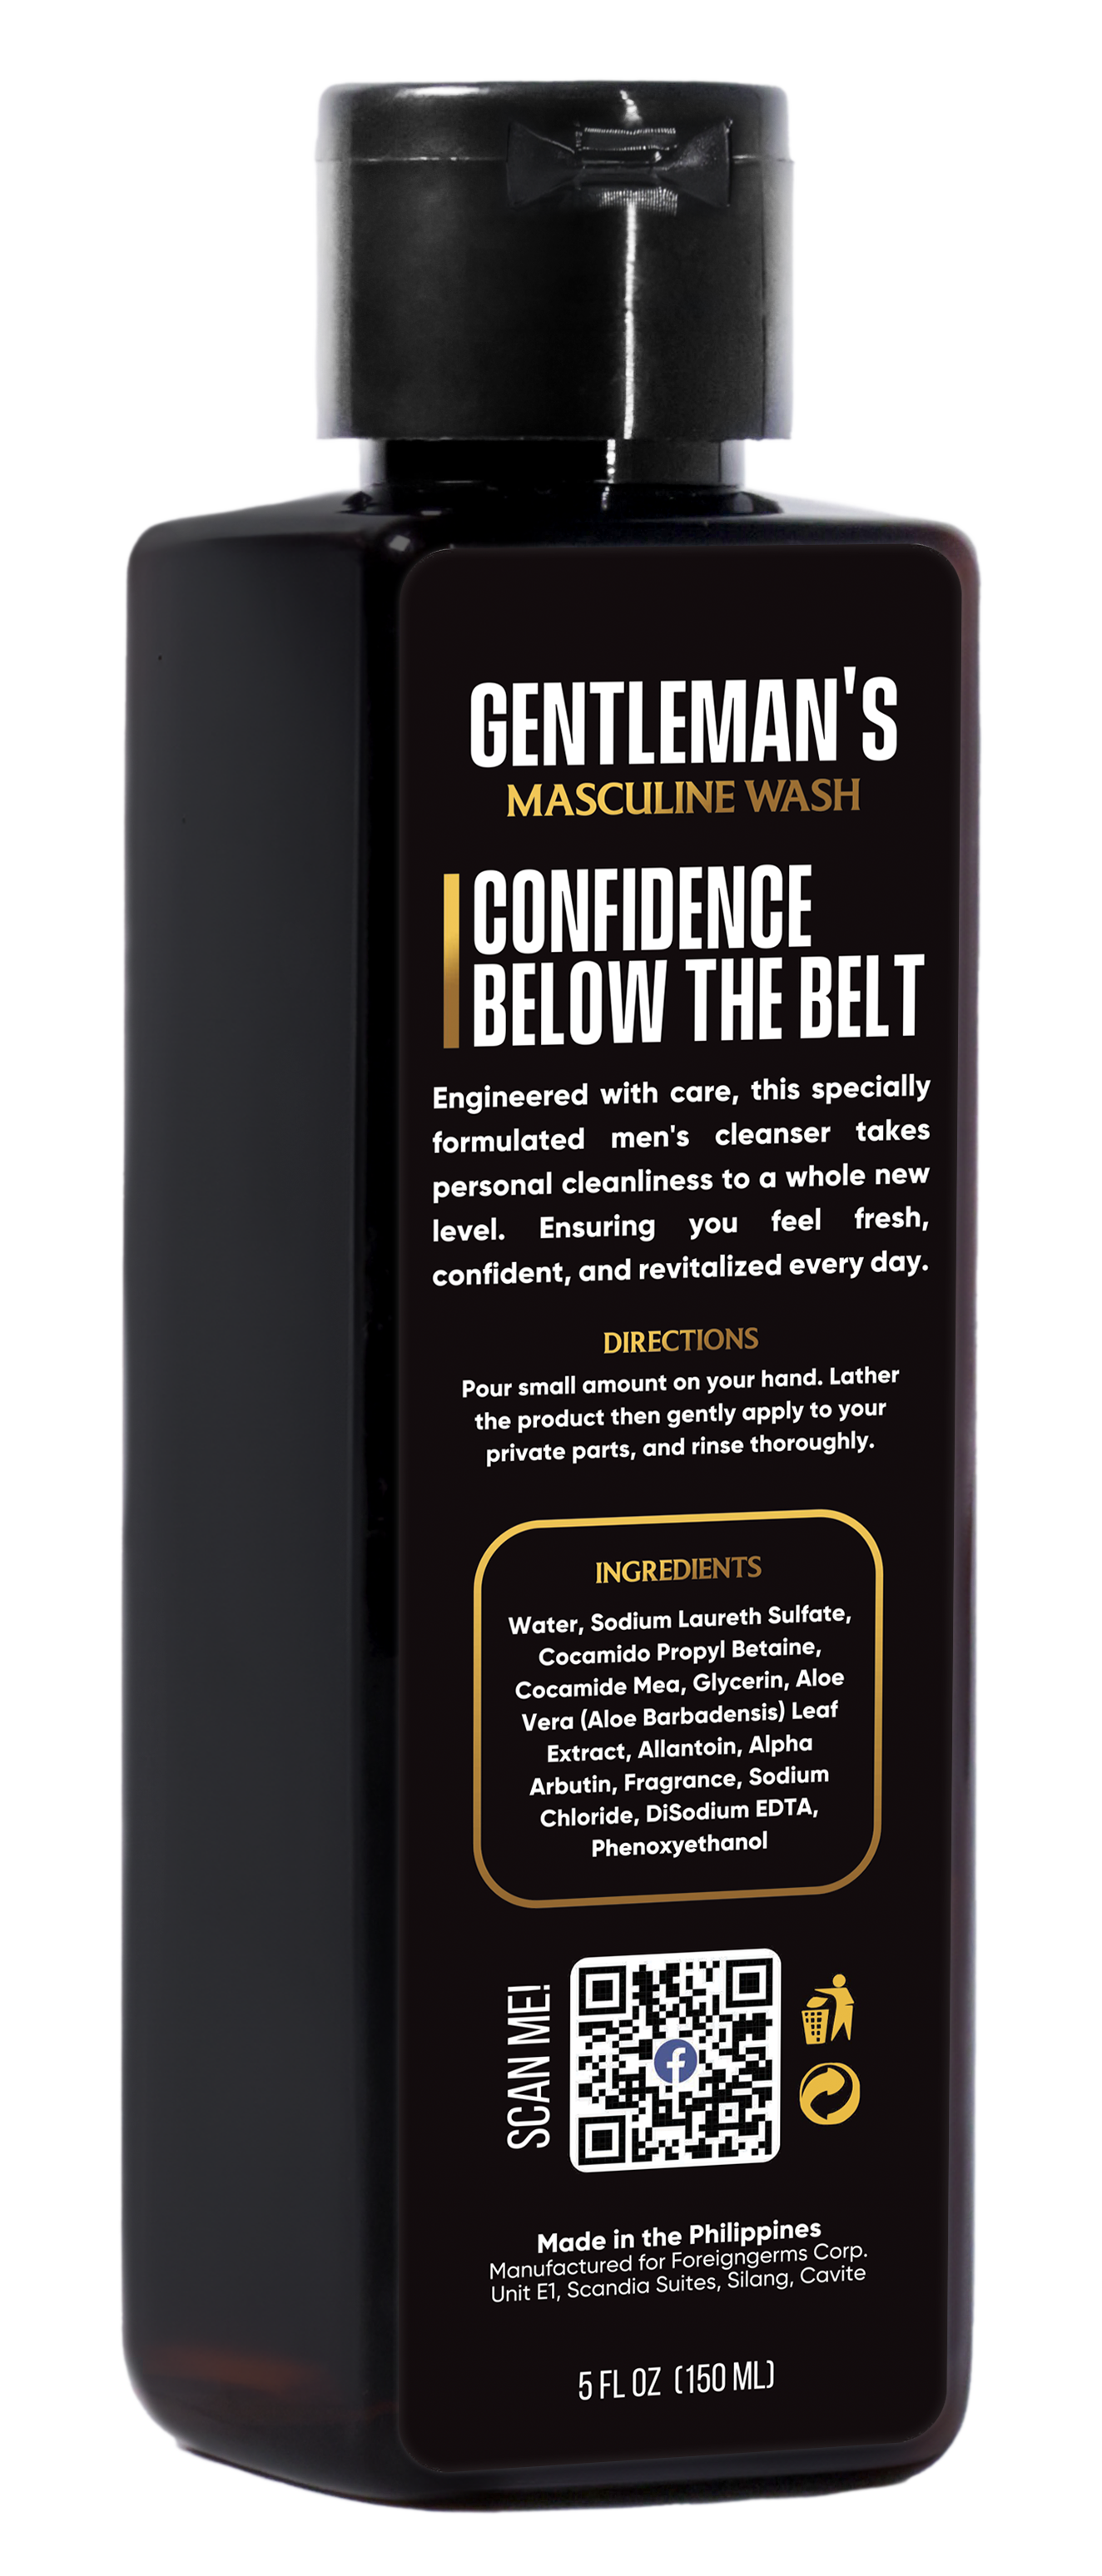 GENTLEMAN'S
MASCULINE WASH
CONFIDENCE
BELOW THE BELT
Engineered with care, this specially
formulated men's cleanser takes
personal cleanliness to a whole new
level. Ensuring you feel fresh,
confident, and revitalized every day.
DIRECTIONS
Pour small amount on your hand. Lather
the product then gently apply to your
private parts, and rinse thoroughly.
INGREDIENTS
Water, Sodium Laureth Sulfate,
Cocamido Propyl Betaine,
Cocamide Mea, Glycerin, Aloe
Vera (Aloe Barbadensis) Leaf
Extract, Allantoin, Alpha
Arbutin, Fragrance, Sodium
Chloride, DiSodium EDTA,
Phenoxyethanol
SCAN ME!
f
Made in the Philippines
Manufactured for Foreigngerms Corp.
Unit E1, Scandia Suites, Silang, Cavite
5 FL OZ (150 ML)